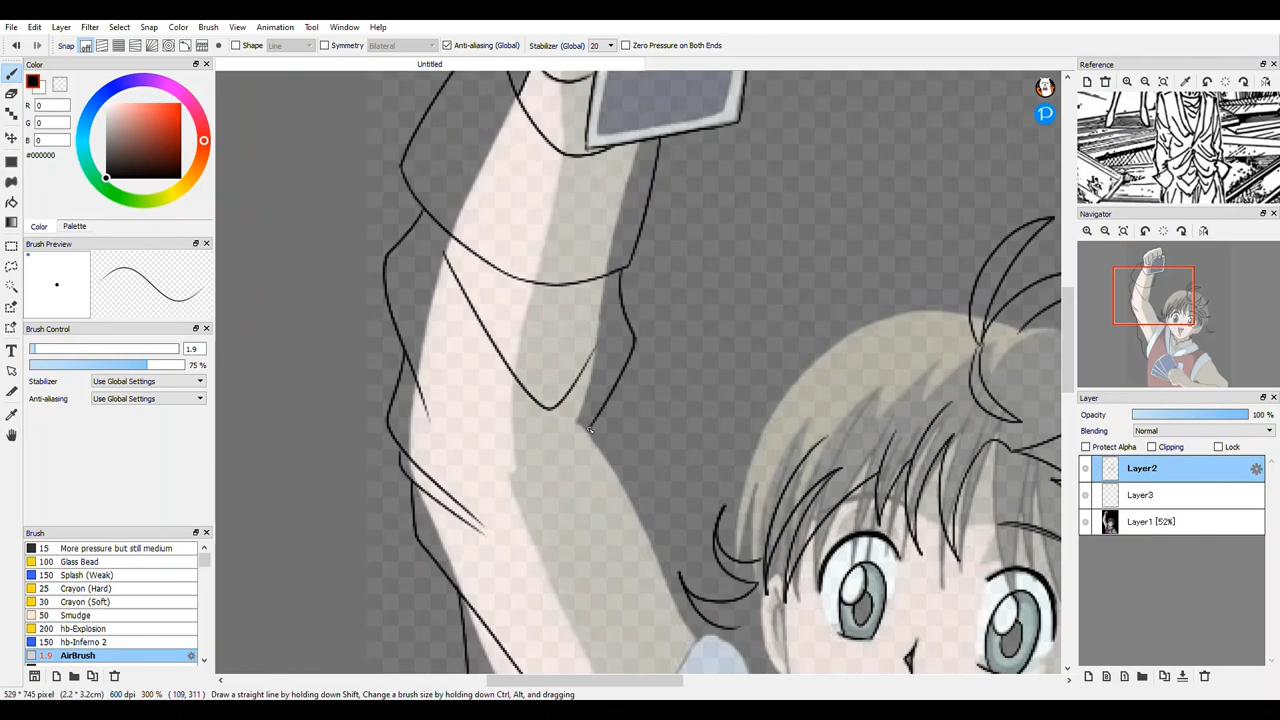 File Edit Layer Filter Select Snap Color Brush View Animation Tool Window Help
Snap off Shape Line Symmetry Bilateral Anti-aliasing (Global) Stabilizer (Global) 20 Zero Pressure on Both Ends
Color
Untitled
Reference
R 0
G 0
B 0
#000000
Color Palette
Brush Preview
Navigator
Brush Control
1.9
75 %
Stabilizer Use Global Settings
Anti-aliasing Use Global Settings
Layer
Opacity 100 %
Blending Normal
Protect Alpha Clipping Lock
Layer2
Layer3
Layer1 [52%]
Brush
15 More pressure but still medium
100 Glass Bead
150 Splash (Weak)
25 Crayon (Hard)
30 Crayon (Soft)
50 Smudge
200 hb-Explosion
150 hb-Inferno 2
1.9 AirBrush
529 * 745 pixel (2.2 * 3.2cm) 600 dpi 300 % ( 109, 311 ) Draw a straight line by holding down Shift, Change a brush size by holding down Ctrl, Alt, and dragging